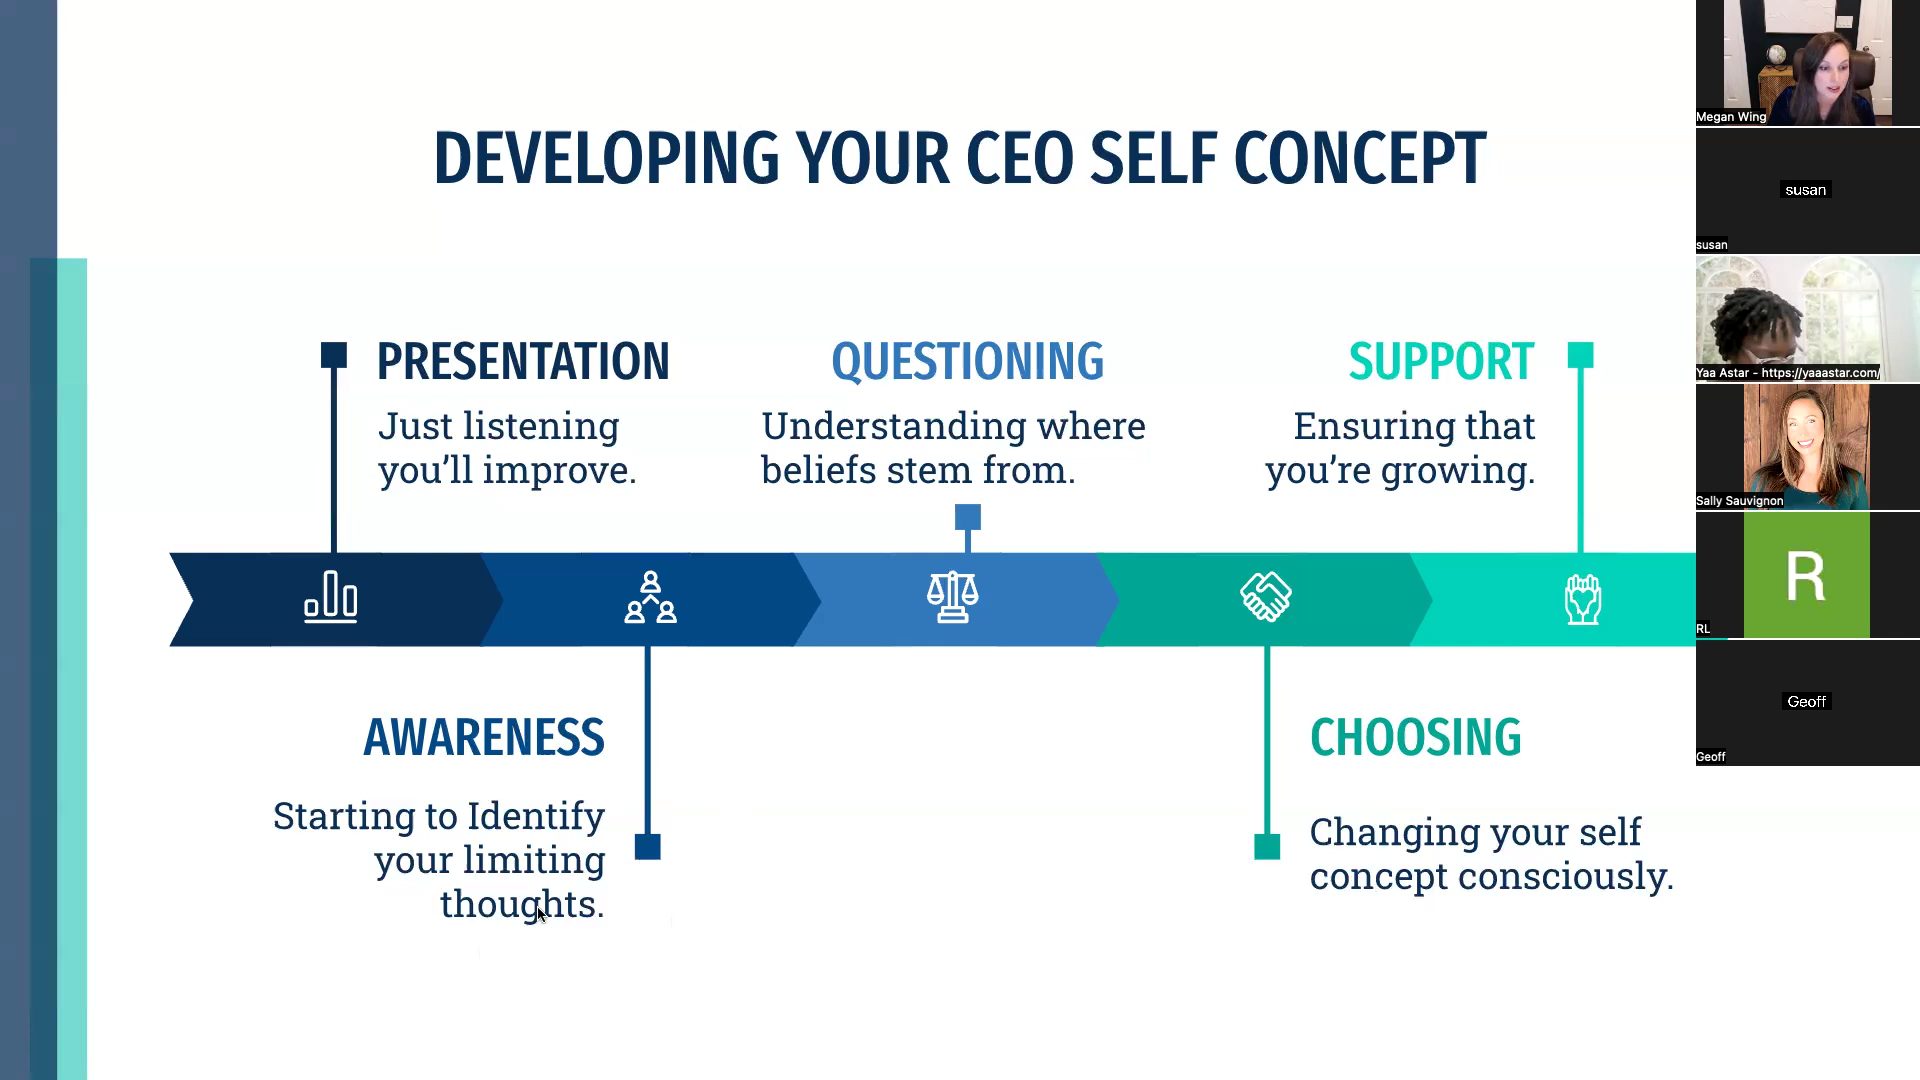 DEVELOPING YOUR CEO SELF CONCEPT
PRESENTATION
Just listening
you’ll improve.
QUESTIONING
Understanding where
beliefs stem from.
SUPPORT
Ensuring that
you’re growing.
AWARENESS
Starting to Identify
your limiting
thoughts.
CHOOSING
Changing your self
concept consciously.
Megan Wing
susan
susan
Yaa Astar - https://yaaastar.com/
Sally Sauvignon
R
RL
Geoff
Geoff